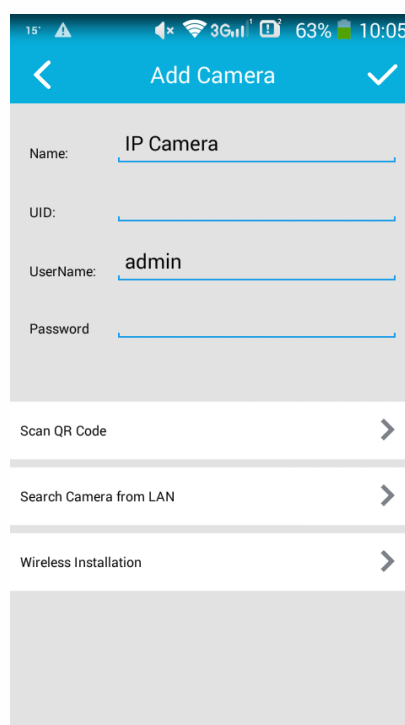 15° 3G 63% 10:05
Add Camera
Name: IP Camera
UID:
UserName: admin
Password
Scan QR Code
Search Camera from LAN
Wireless Installation